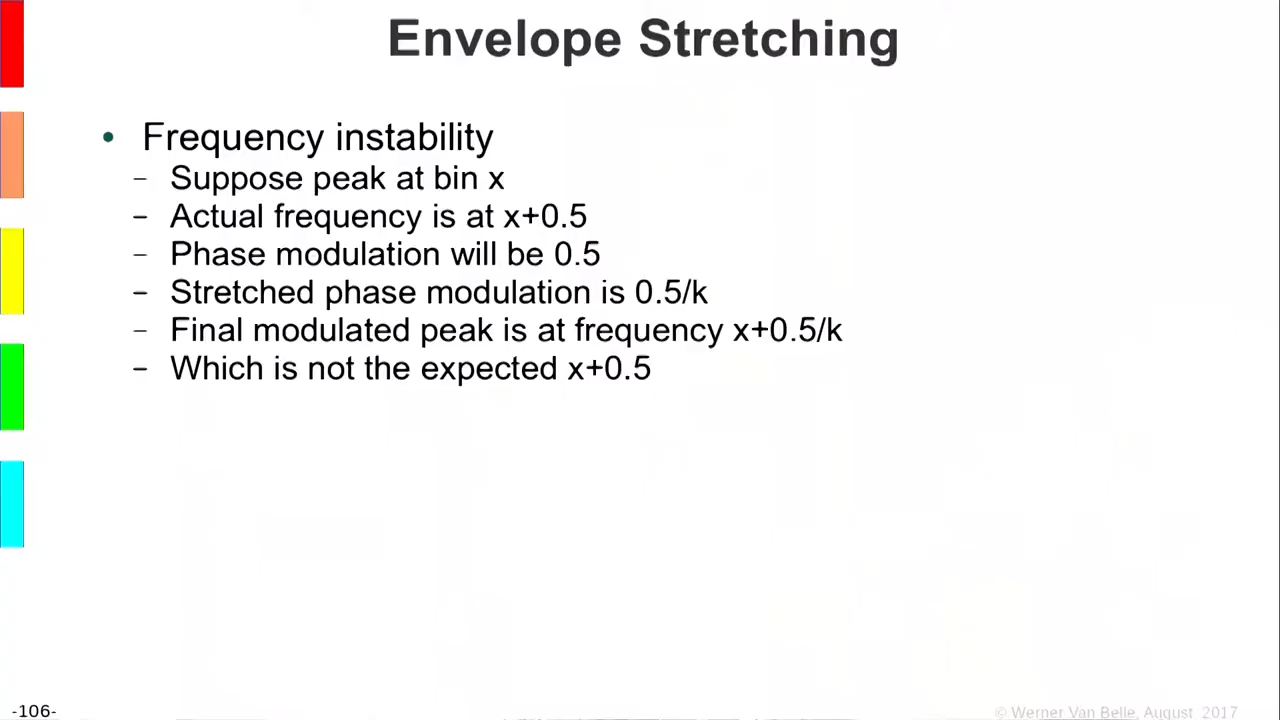 Envelope Stretching
• Frequency instability
– Suppose peak at bin x
– Actual frequency is at x+0.5
– Phase modulation will be 0.5
– Stretched phase modulation is 0.5/k
– Final modulated peak is at frequency x+0.5/k
– Which is not the expected x+0.5
-106-
© Werner Van Belle, August 2017